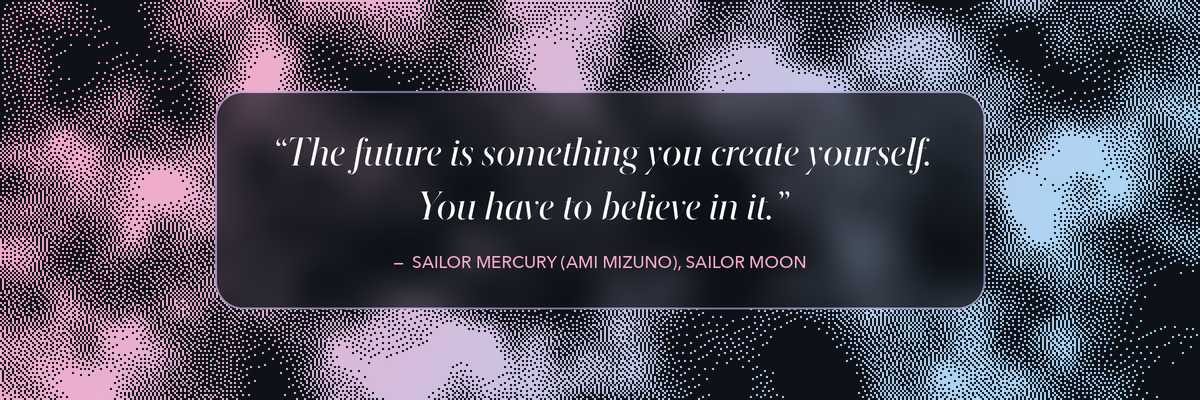 “The future is something you create yourself.
You have to believe in it.”
– SAILOR MERCURY (AMI MIZUNO), SAILOR MOON